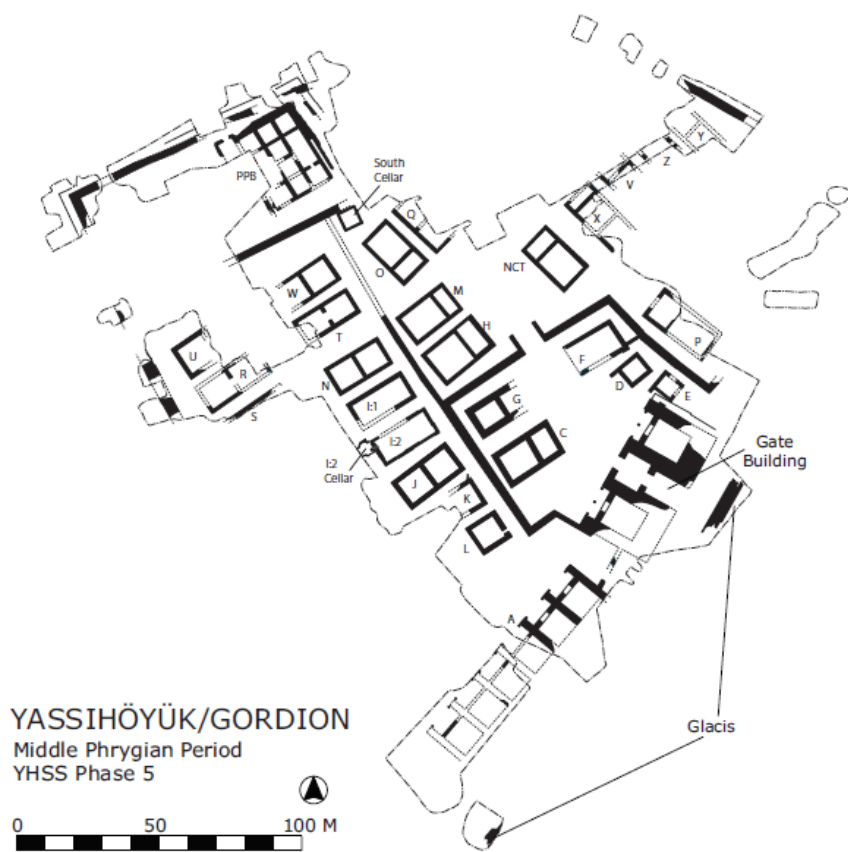 Y
Z
V
X
South
Cellar
PPB
Q
O
NCT
W
M
T
H
P
F
U
R
N
D
E
I:1
G
S
I:2
C
Gate
Building
I:2
Cellar
J
K
L
A
YASSIHÖYÜK/GORDION
Middle Phrygian Period
YHSS Phase 5
Glacis
0 50 100 M